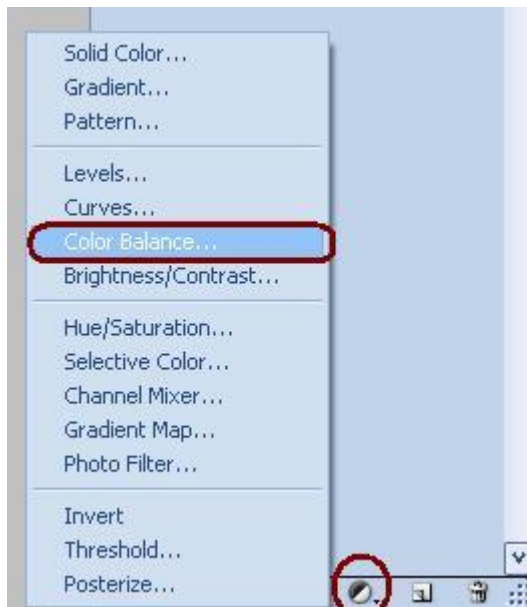 Solid Color...
Gradient...
Pattern...
Levels...
Curves...
Color Balance...
Brightness/Contrast...
Hue/Saturation...
Selective Color...
Channel Mixer...
Gradient Map...
Photo Filter...
Invert
Threshold...
Posterize...